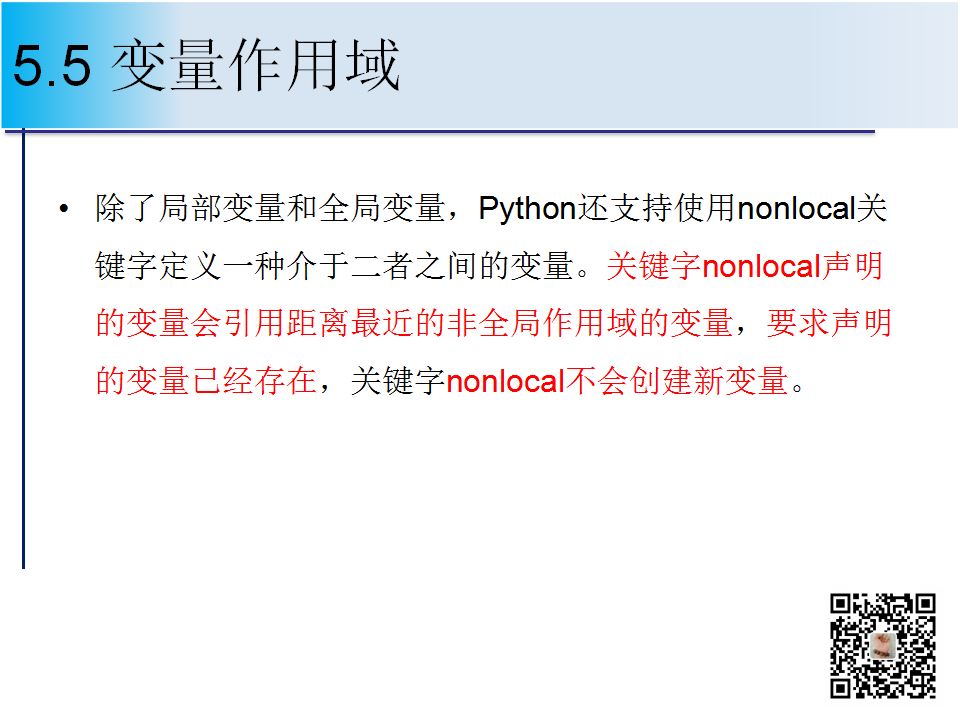 5.5 变量作用域
• 除了局部变量和全局变量，Python还支持使用nonlocal关
键字定义一种介于二者之间的变量。关键字nonlocal声明
的变量会引用距离最近的非全局作用域的变量，要求声明
的变量已经存在，关键字nonlocal不会创建新变量。